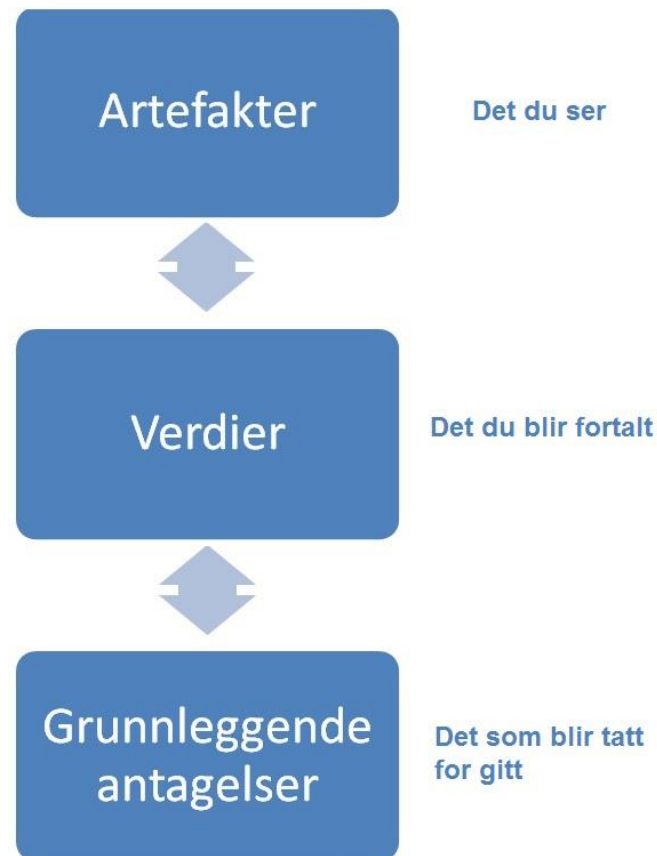 Artefakter
Det du ser
Verdier
Det du blir fortalt
Grunnleggende
antagelser
Det som blir tatt
for gitt